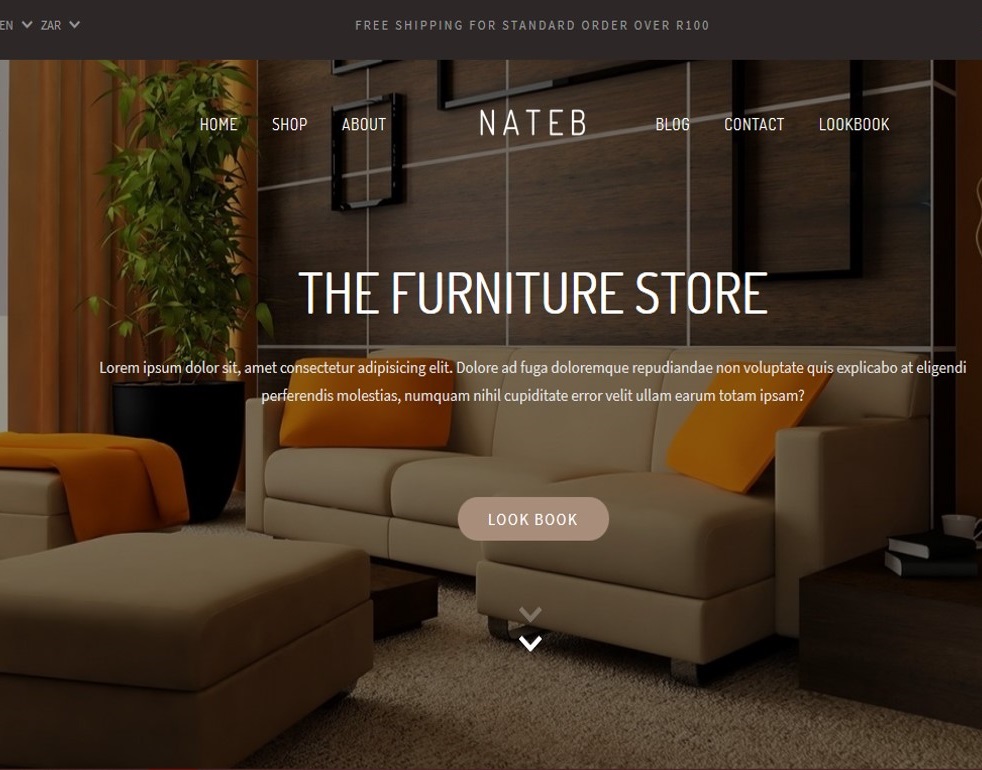 EN ZAR FREE SHIPPING FOR STANDARD ORDER OVER R100
HOME SHOP ABOUT NATEB BLOG CONTACT LOOKBOOK
THE FURNITURE STORE
Lorem ipsum dolor sit, amet consectetur adipisicing elit. Dolore ad fuga doloremque repudiandae non voluptate quis explicabo at eligendi
perferendis molestias, numquam nihil cupiditate error velit ullam earum totam ipsam?
LOOK BOOK